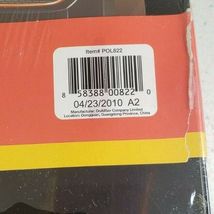 Item# POL822
8 58388 00822 0
04/23/2010 A2
Manufacturer: Goldstar Company Limited
Location: Dongguan, Guangdong Province, China